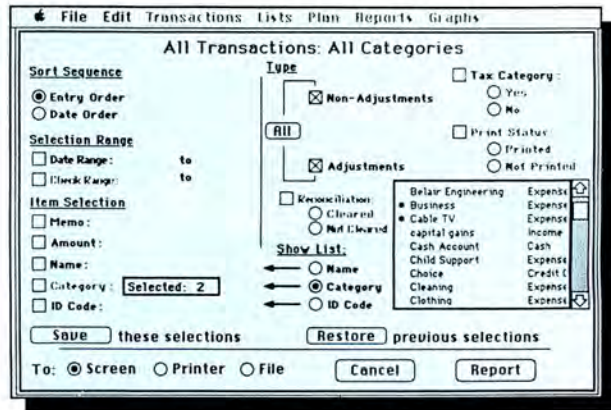 File Edit Transactions Lists Plan Reports Graphs
All Transactions: All Categories
Sort Sequence
Entry Order
Date Order
Selection Range
Date Range: to
Check Range: to
Item Selection
Memo:
Amount:
Name:
Category: Selected: 2
ID Code:
Type
Non-Adjustments
All
Adjustments
Reconciliation:
Cleared
Not Cleared
Show List:
Name
Category
ID Code
Tax Category:
Yes
No
Print Status:
Printed
Not Printed
Belair Engineering Expense
Business Expense
Cable TV Expense
capital gains Income
Cash Account Cash
Child Support Expense
Choice Credit C
Cleaning Expense
Clothing Expense
Save these selections
Restore previous selections
To: Screen Printer File
Cancel
Report